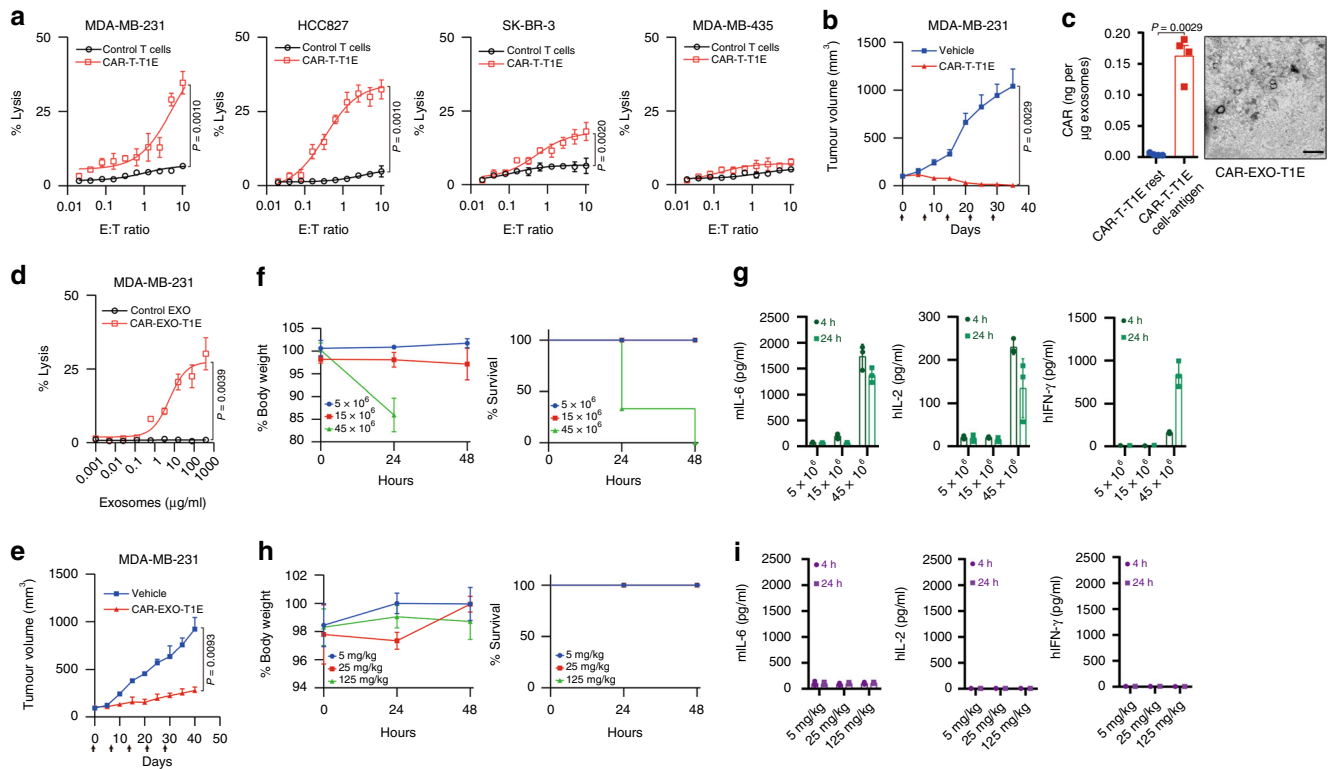 a
MDA-MB-231
Control T cells
CAR-T-T1E
% Lysis
50
25
0
0.01 0.1 1 10
E:T ratio
P = 0.0010
HCC827
Control T cells
CAR-T-T1E
% Lysis
50
25
0
0.01 0.1 1 10
E:T ratio
P = 0.0010
SK-BR-3
Control T cells
CAR-T-T1E
% Lysis
50
25
0
0.01 0.1 1 10
E:T ratio
P = 0.0020
MDA-MB-435
Control T cells
CAR-T-T1E
% Lysis
50
25
0
0.01 0.1 1 10
E:T ratio
b
MDA-MB-231
Vehicle
CAR-T-T1E
Tumour volume (mm³)
1500
1000
500
0
0 10 20 30 40
Days
P = 0.0029
c
P = 0.0029
CAR (ng per
µg exosomes)
0.20
0.15
0.10
0.05
0.00
CAR-T-T1E rest
CAR-T-T1E
cell-antigen
CAR-EXO-T1E
d
MDA-MB-231
Control EXO
CAR-EXO-T1E
% Lysis
50
25
0
0.001 0.01 0.1 1 10 100 1000
Exosomes (µg/ml)
P = 0.0039
e
MDA-MB-231
Vehicle
CAR-EXO-T1E
Tumour volume (mm³)
1500
1000
500
0
0 10 20 30 40 50
Days
P = 0.0093
f
% Body weight
105
100
95
90
85
80
5 × 10⁶
15 × 10⁶
45 × 10⁶
0 24 48
Hours
% Survival
100
50
0
5 × 10⁶
15 × 10⁶
45 × 10⁶
0 24 48
Hours
g
mIL-6 (pg/ml)
2500
2000
1500
1000
500
0
4 h
24 h
5 × 10⁶
15 × 10⁶
45 × 10⁶
hIL-2 (pg/ml)
300
200
100
0
4 h
24 h
5 × 10⁶
15 × 10⁶
45 × 10⁶
hIFN-γ (pg/ml)
1500
1000
500
0
4 h
24 h
5 × 10⁶
15 × 10⁶
45 × 10⁶
h
% Body weight
102
100
98
96
94
5 mg/kg
25 mg/kg
125 mg/kg
0 24 48
Hours
% Survival
100
50
0
5 mg/kg
25 mg/kg
125 mg/kg
0 24 48
Hours
i
mIL-6 (pg/ml)
2500
2000
1500
1000
500
0
4 h
24 h
5 mg/kg
25 mg/kg
125 mg/kg
hIL-2 (pg/ml)
2500
2000
1500
1000
500
0
4 h
24 h
5 mg/kg
25 mg/kg
125 mg/kg
hIFN-γ (pg/ml)
2500
2000
1500
1000
500
0
4 h
24 h
5 mg/kg
25 mg/kg
125 mg/kg